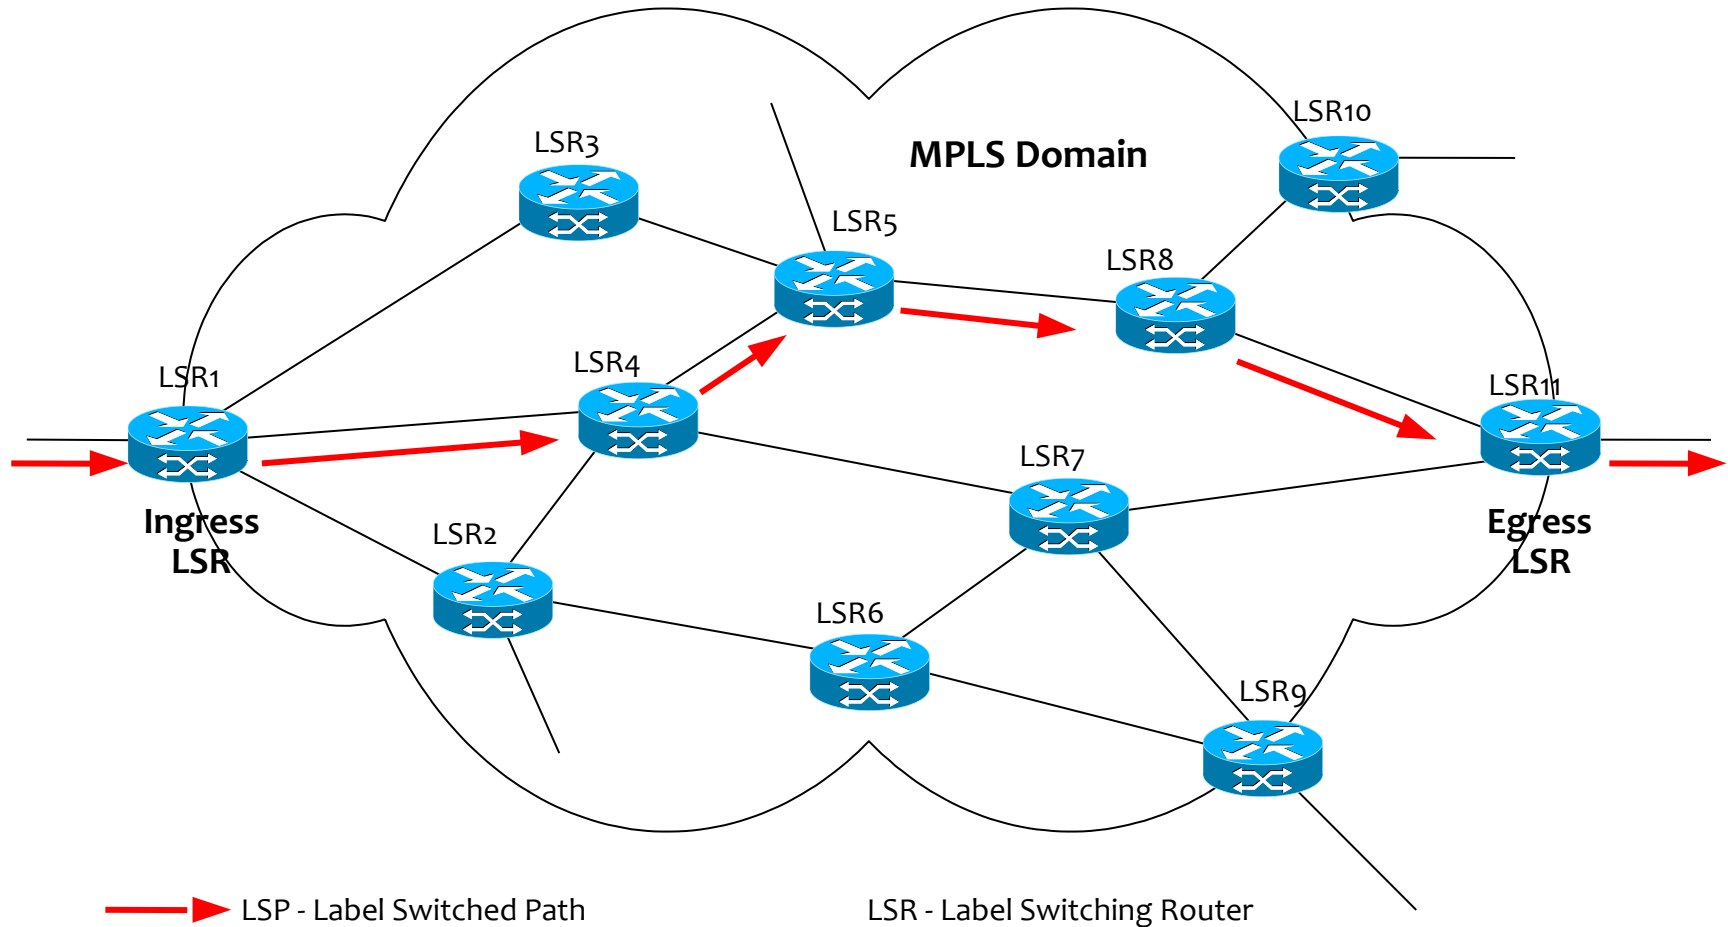 LSR10
LSR3
MPLS Domain
LSR5
LSR8
LSR4
LSR1
LSR11
LSR7
Ingress
LSR
Egress
LSR
LSR2
LSR6
LSR9
LSP - Label Switched Path
LSR - Label Switching Router